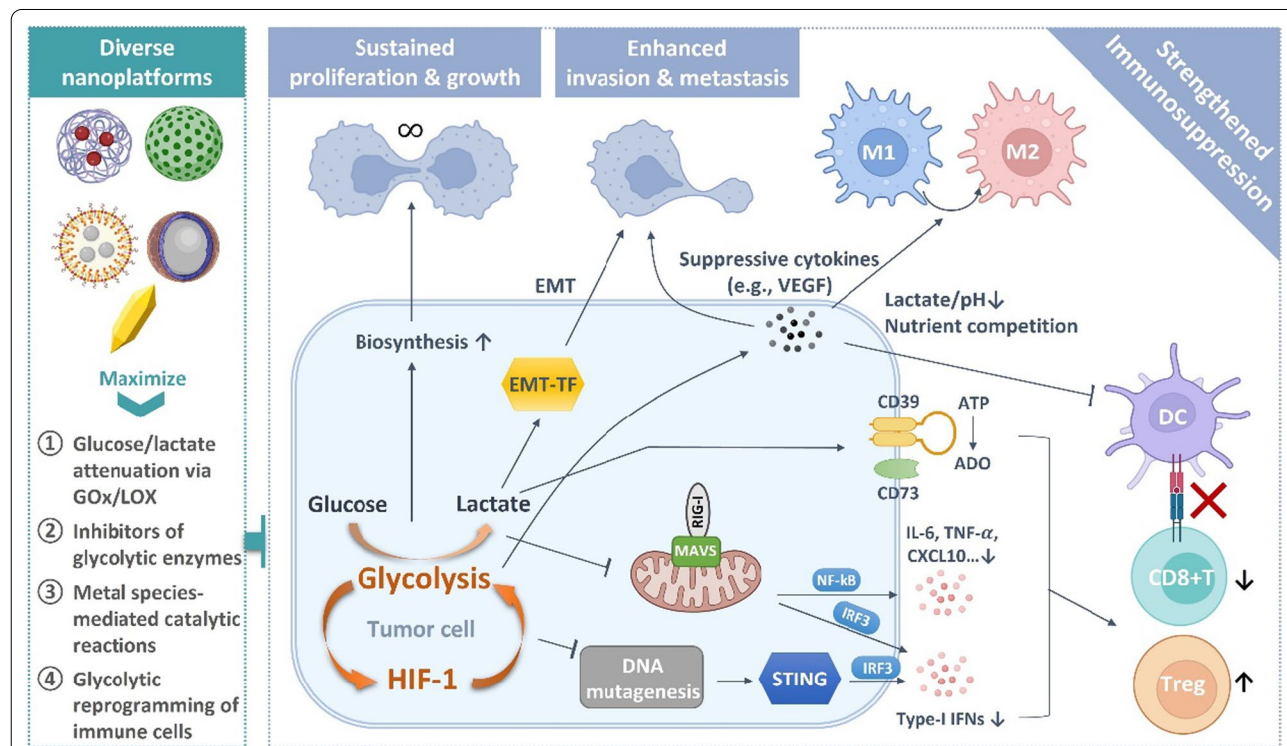 Diverse
nanoplatforms
Maximize
① Glucose/lactate
attenuation via
GOx/LOX
② Inhibitors of
glycolytic enzymes
③ Metal species-
mediated catalytic
reactions
④ Glycolytic
reprogramming of
immune cells
Sustained
proliferation & growth
Enhanced
invasion & metastasis
Strengthened
Immunosuppression
∞
M1
M2
EMT
Suppressive cytokines
(e.g., VEGF)
Lactate/pH↓
Nutrient competition
Biosynthesis ↑
EMT-TF
CD39
ATP
ADO
CD73
DC
Glucose
Lactate
RIG-I
MAVS
IL-6, TNF-α,
CXCL10...↓
Glycolysis
NF-kB
IRF3
CD8+T ↓
Tumor cell
HIF-1
DNA
mutagenesis
STING
IRF3
Type-I IFNs ↓
Treg ↑